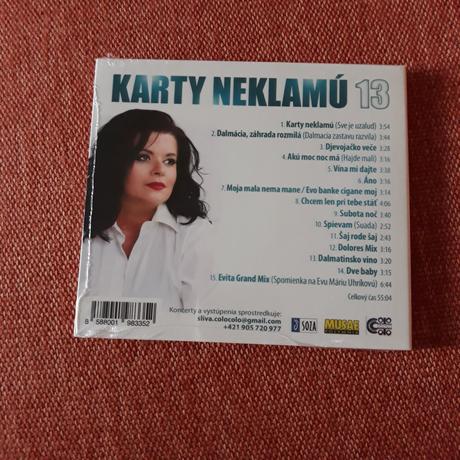 KARTY NEKLAMÚ 13
1. Karty neklamú (Sve je uzalud) 3:54
2. Dalmácia, záhrada rozmilá (Dalmacia zastavu razvila) 3:44
3. Djevojačko veče 3:28
4. Akú moc noc má (Hajde mali) 3:16
5. Vína mi dajte 3:38
6. Áno 3:16
7. Moja mala nema mane / Evo banke cigane moj 3:14
8. Chcem len pri tebe stáť 6:06
9. Subota noč 3:40
10. Spievam (Suada) 2:52
11. Šaj rode šaj 2:43
12. Dolores Mix 3:16
13. Dalmatinsko vino 3:20
14. Dve baby 3:15
15. Evita Grand Mix (Spomienka na Evu Máriu Uhríkovú) 6:44
Celkový čas 55:04
8 588001 983352
Koncerty a vystúpenia sprostredkuje:
sliva.colocolo@gmail.com
+421 905 720 977
SOZA
MUSAE
COLO
COLO